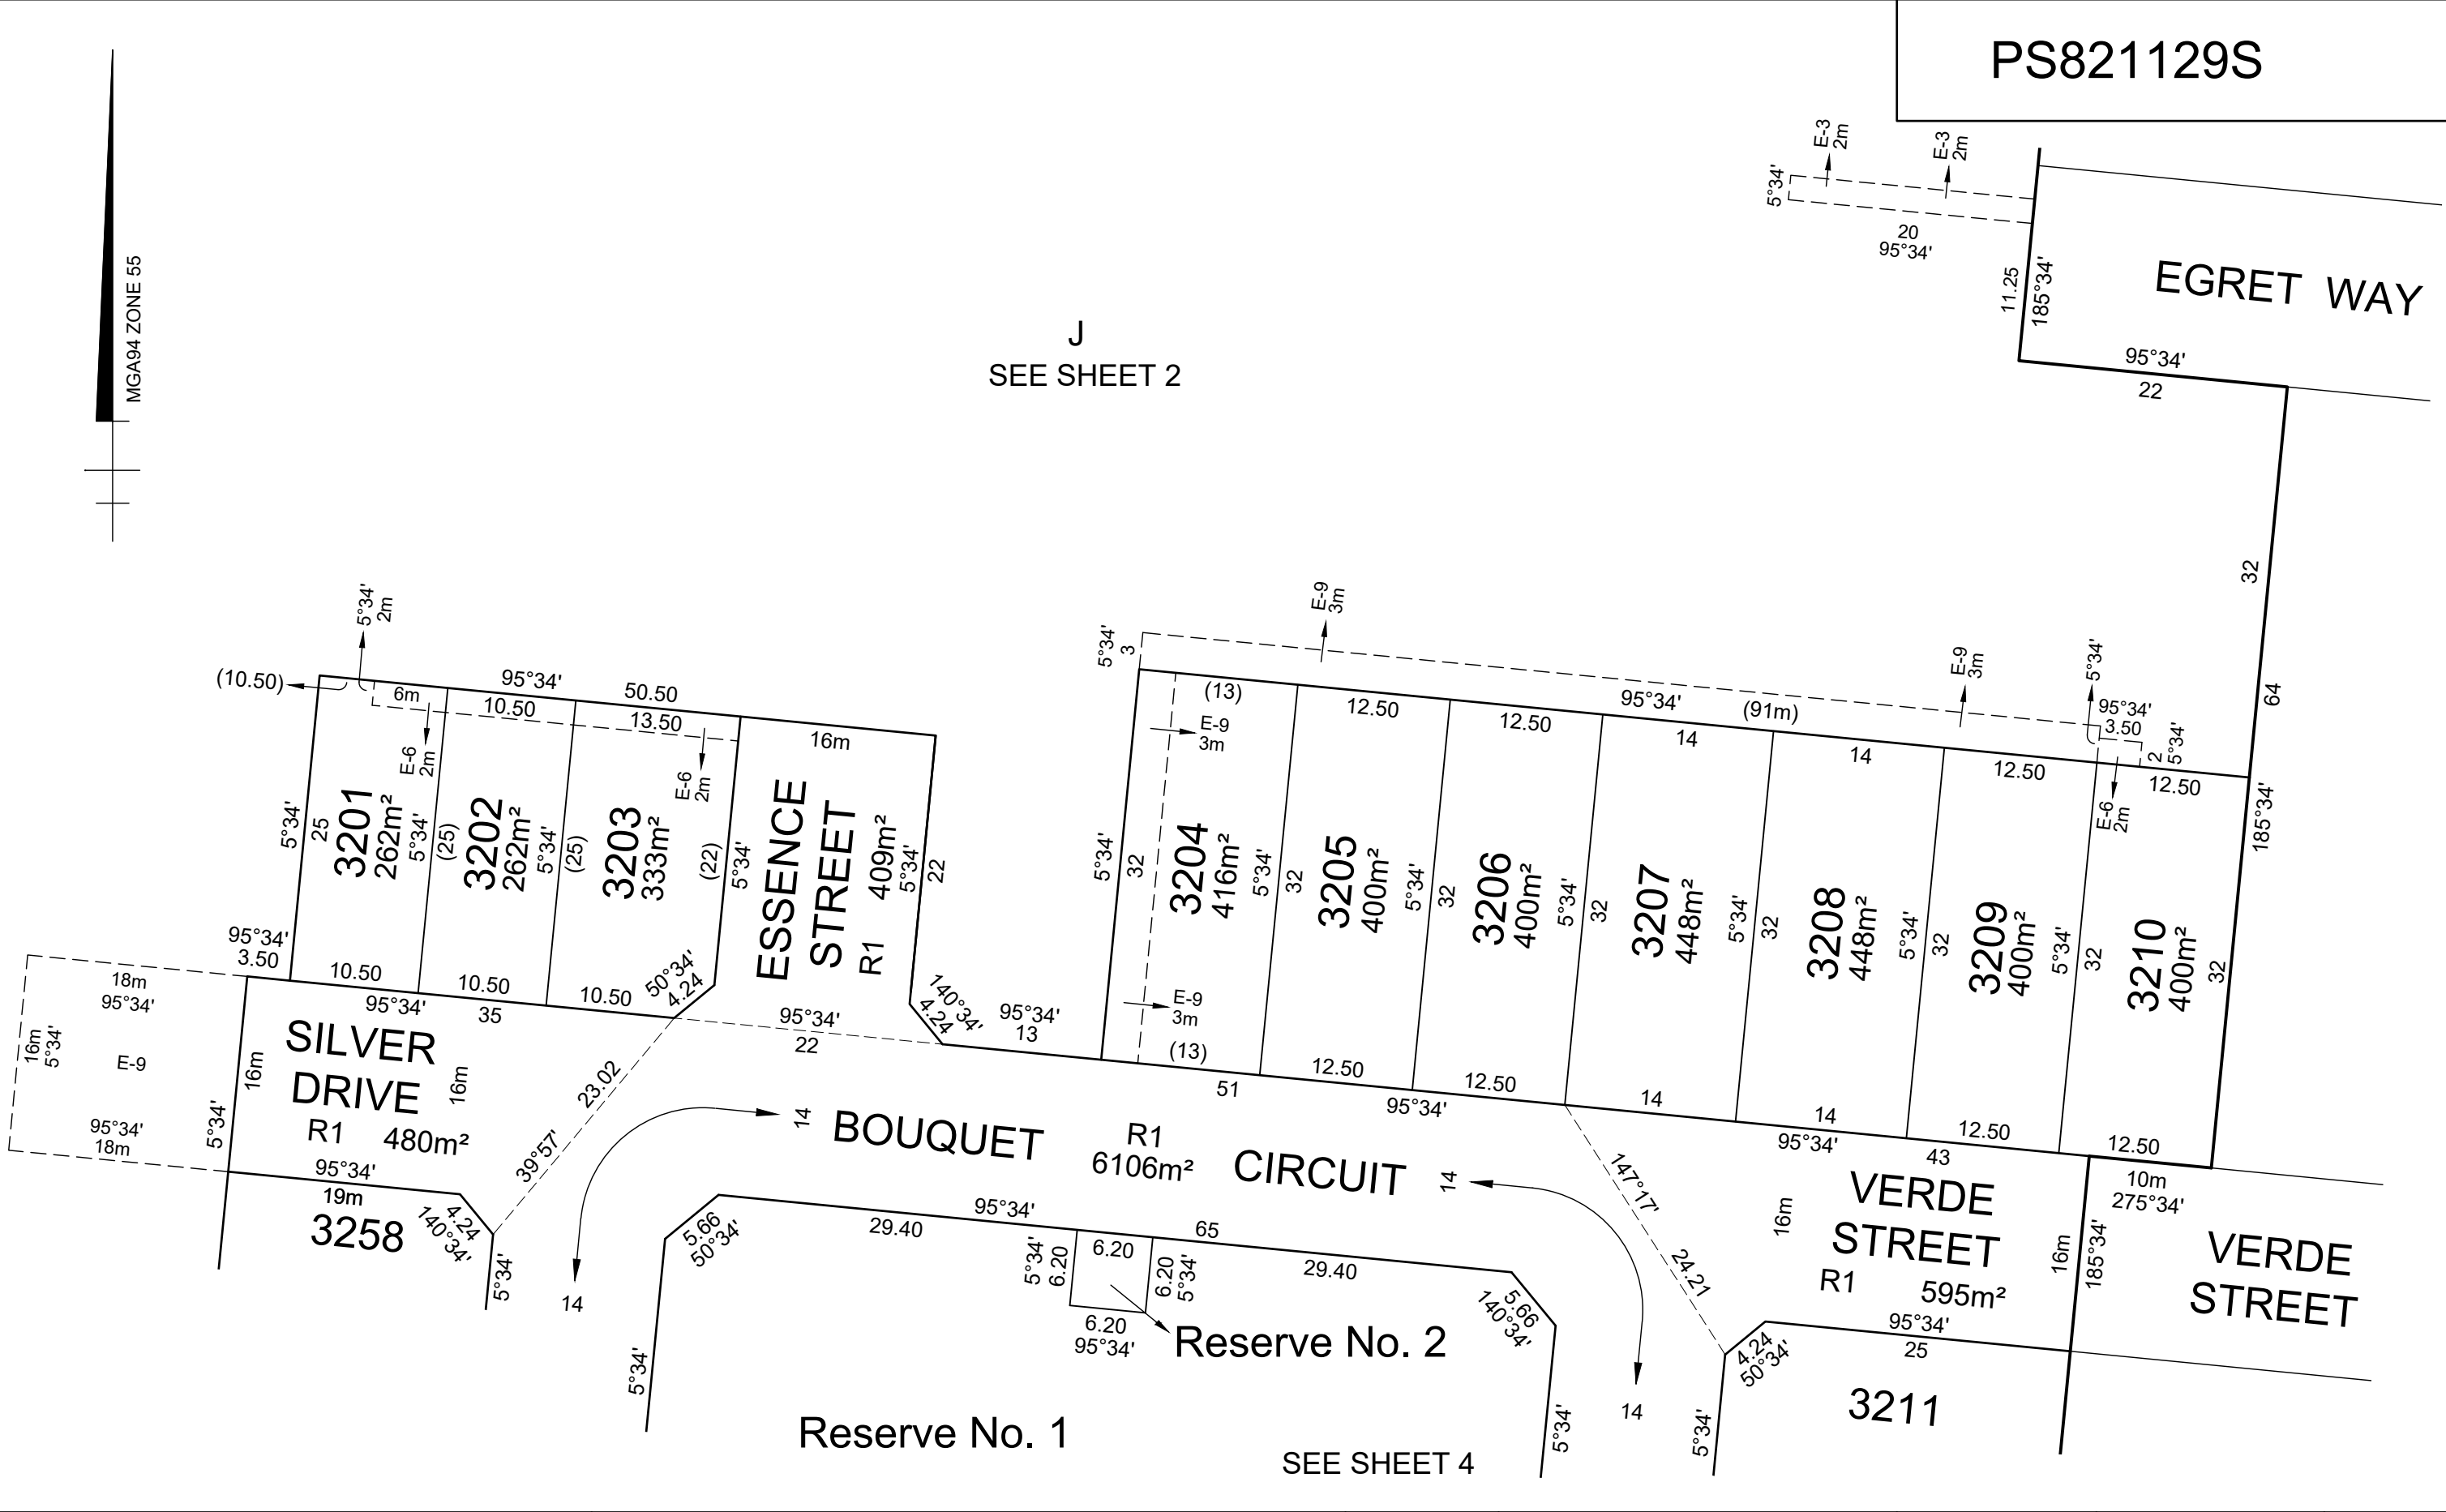 PS821129S
MGA94 ZONE 55
E-3
2m
E-3
2m
5°34'
20
95°34'
11.25
185°34'
EGRET WAY
95°34'
22
J
SEE SHEET 2
32
64
185°34'
5°34'
2m
(10.50)
95°34'
50.50
6m
10.50
13.50
16m
E-6
2m
E-6
2m
5°34'
25
3201
262m²
5°34'
(25)
3202
262m²
5°34'
(25)
3203
333m²
(22)
5°34'
ESSENCE
STREET
R1
409m²
5°34'
22
5°34'
3
E-9
3m
E-9
3m
5°34'
95°34'
3.50
2
5°34'
(13)
12.50
12.50
95°34'
(91m)
14
14
12.50
12.50
E-9
3m
E-6
2m
5°34'
32
3204
416m²
5°34'
32
3205
400m²
5°34'
32
3206
400m²
5°34'
32
3207
448m²
5°34'
32
3208
448m²
5°34'
32
3209
400m²
5°34'
32
3210
400m²
32
95°34'
3.50
10.50
10.50
10.50
50°34'
4.24
95°34'
35
18m
95°34'
16m
5°34'
E-9
95°34'
18m
16m
5°34'
SILVER
DRIVE
R1 480m²
16m
95°34'
19m
3258
4.24
140°34'
5°34'
23.02
39°57'
95°34'
22
140°34'
4.24
95°34'
13
E-9
3m
(13)
51
12.50
12.50
95°34'
14
14
12.50
12.50
95°34'
43
14
14
BOUQUET
R1
6106m²
CIRCUIT
14
14
147°17'
24.21
5.66
50°34'
5°34'
29.40
95°34'
65
5°34'
6.20
6.20
6.20
5°34'
6.20
95°34'
29.40
5.66
140°34'
5°34'
Reserve No. 2
Reserve No. 1
SEE SHEET 4
16m
VERDE
STREET
R1 595m²
16m
185°34'
10m
275°34'
VERDE
STREET
95°34'
25
4.24
50°34'
5°34'
3211